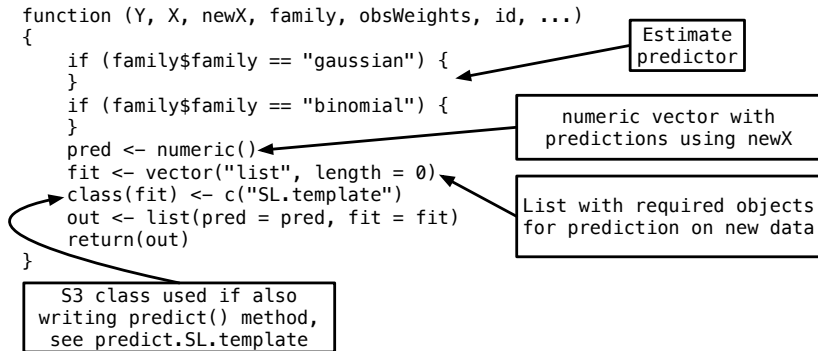 function (Y, X, newX, family, obsWeights, id, ...)
{
    if (family$family == "gaussian") {
    }
    if (family$family == "binomial") {
    }
    pred <- numeric()
    fit <- vector("list", length = 0)
    class(fit) <- c("SL.template")
    out <- list(pred = pred, fit = fit)
    return(out)
}
Estimate
predictor
numeric vector with
predictions using newX
List with required objects
for prediction on new data
S3 class used if also
writing predict() method,
see predict.SL.template